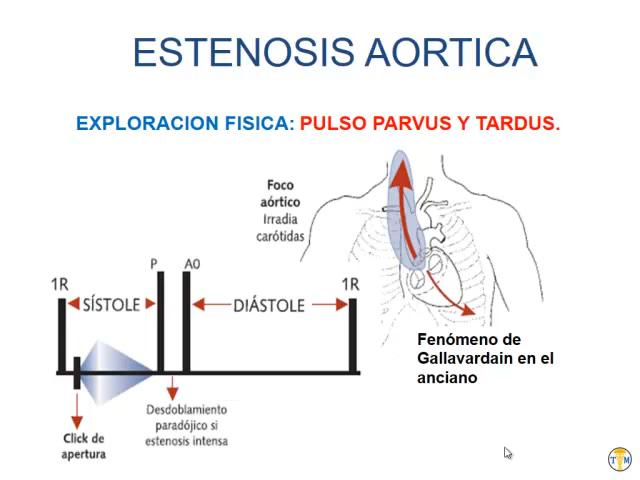 ESTENOSIS AORTICA
EXPLORACION FISICA: PULSO PARVUS Y TARDUS.
Foco
aórtico
Irradia
carótidas
P
A0
1R
SÍSTOLE
DIÁSTOLE
1R
Fenómeno de
Gallavardain en el
anciano
Desdoblamiento
paradójico si
estenosis intensa
Click de
apertura
T M